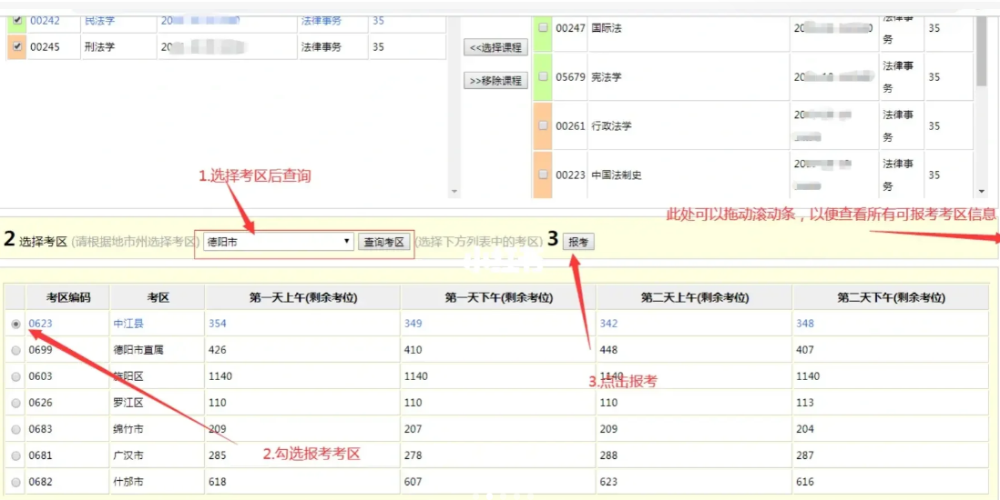 00242 民法学 法律事务 35
00245 刑法学 法律事务 35
<<选择课程
>>移除课程
00247 国际法 法律事务 35
05679 宪法学 法律事务 35
00261 行政法学 法律事务 35
00223 中国法制史 法律事务 35
1.选择考区后查询
此处可以拖动滚动条，以便查看所有可报考考区信息
2 选择考区 (请根据地市州选择考区) 德阳市 查询考区 (选择下方列表中的考区) 3 报考
考区编码 考区 第一天上午(剩余考位) 第一天下午(剩余考位) 第二天上午(剩余考位) 第二天下午(剩余考位)
0623 中江县 354 349 342 348
0699 德阳市直属 426 410 448 407
0603 旌阳区 1140 1140 1140 1140
3.点击报考
0626 罗江区 110 110 110 113
0683 绵竹市 209 207 209 204
0681 广汉市 285 278 288 287
2.勾选报考考区
0682 什邡市 618 607 623 616